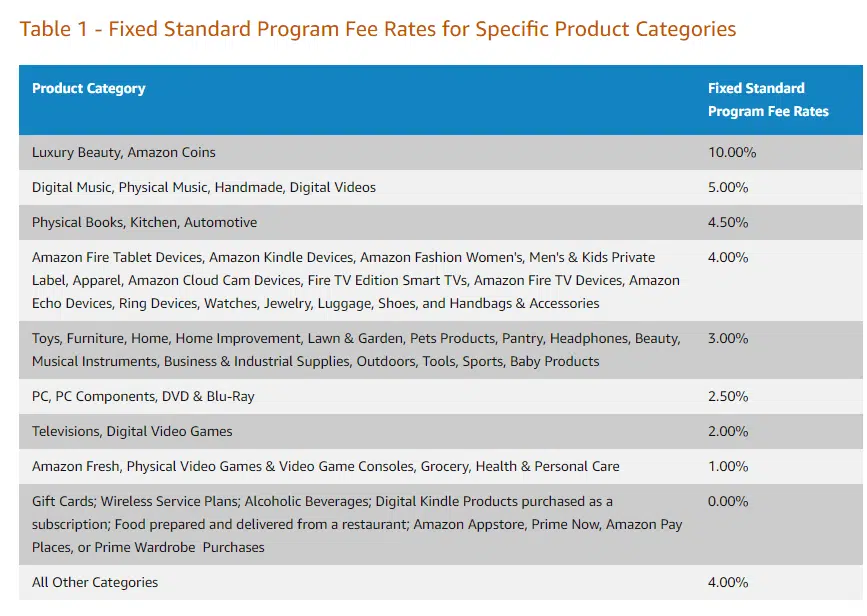 Table 1 - Fixed Standard Program Fee Rates for Specific Product Categories
Product Category
Fixed Standard
Program Fee Rates
Luxury Beauty, Amazon Coins
10.00%
Digital Music, Physical Music, Handmade, Digital Videos
5.00%
Physical Books, Kitchen, Automotive
4.50%
Amazon Fire Tablet Devices, Amazon Kindle Devices, Amazon Fashion Women's, Men's & Kids Private
4.00%
Label, Apparel, Amazon Cloud Cam Devices, Fire TV Edition Smart TVs, Amazon Fire TV Devices, Amazon
Echo Devices, Ring Devices, Watches, Jewelry, Luggage, Shoes, and Handbags & Accessories
Toys, Furniture, Home, Home Improvement, Lawn & Garden, Pets Products, Pantry, Headphones, Beauty,
3.00%
Musical Instruments, Business & Industrial Supplies, Outdoors, Tools, Sports, Baby Products
PC, PC Components, DVD & Blu-Ray
2.50%
Televisions, Digital Video Games
2.00%
Amazon Fresh, Physical Video Games & Video Game Consoles, Grocery, Health & Personal Care
1.00%
Gift Cards; Wireless Service Plans; Alcoholic Beverages; Digital Kindle Products purchased as a
0.00%
subscription; Food prepared and delivered from a restaurant; Amazon Appstore, Prime Now, Amazon Pay
Places, or Prime Wardrobe  Purchases
All Other Categories
4.00%